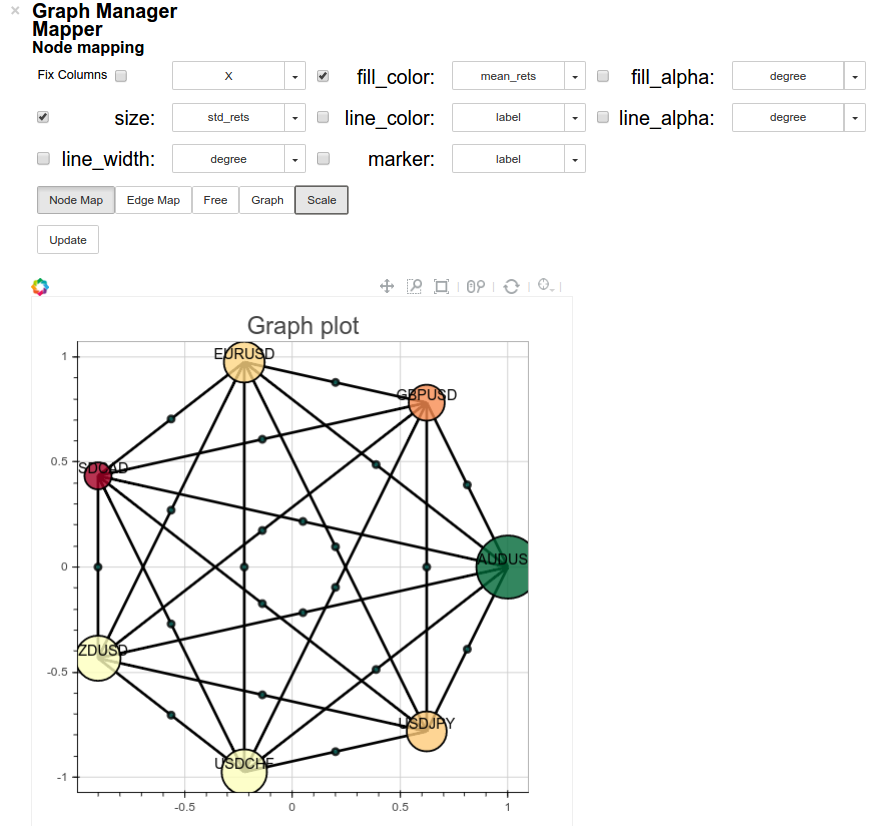 ×
Graph Manager
Mapper
Node mapping
Fix Columns X fill_color: mean_rets fill_alpha: degree
size: std_rets line_color: label line_alpha: degree
line_width: degree marker: label
Node Map Edge Map Free Graph Scale
Update
Graph plot
EURUSD
GBPUSD
SDCAD
AUDUS
ZDUSD
USDJPY
USDCHF
1
0.5
0
-0.5
-1
-0.5 0 0.5 1